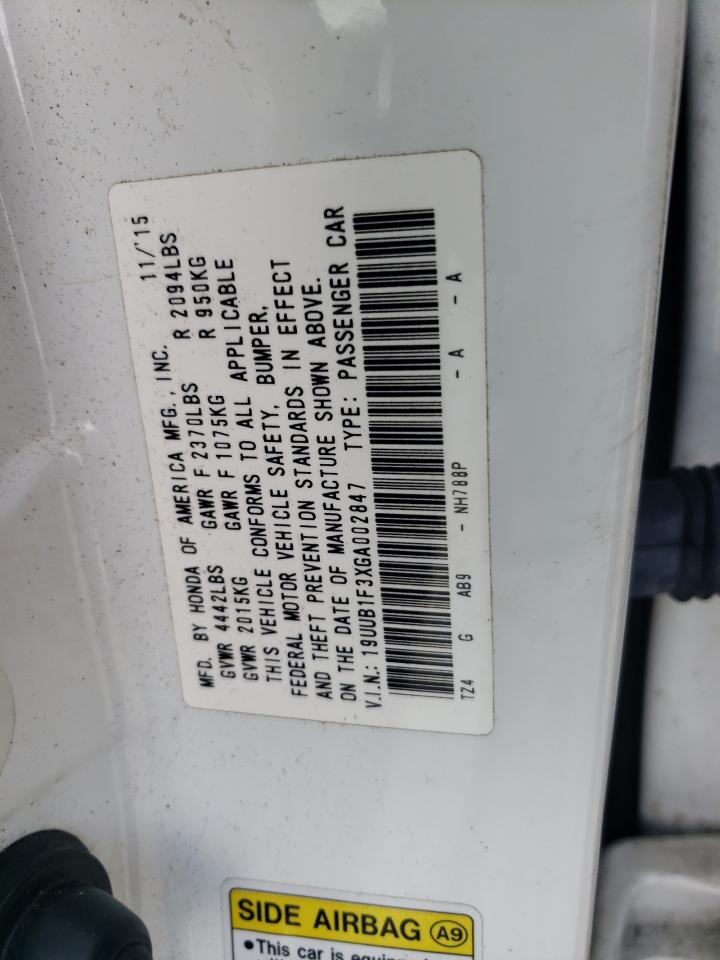 MFD. BY HONDA OF AMERICA MFG., INC. 11/'15
GVWR 4442LBS GAWR F 2370LBS R 2094LBS
GVWR 2015KG GAWR F 1075KG R 950KG
THIS VEHICLE CONFORMS TO ALL APPLICABLE
FEDERAL MOTOR VEHICLE SAFETY, BUMPER,
AND THEFT PREVENTION STANDARDS IN EFFECT
ON THE DATE OF MANUFACTURE SHOWN ABOVE.
V.I.N.: 19UUB1F3XGA002847 TYPE: PASSENGER CAR
TZ4 G AB9 - NH788P - A - A
SIDE AIRBAG A9
•This car is equipped